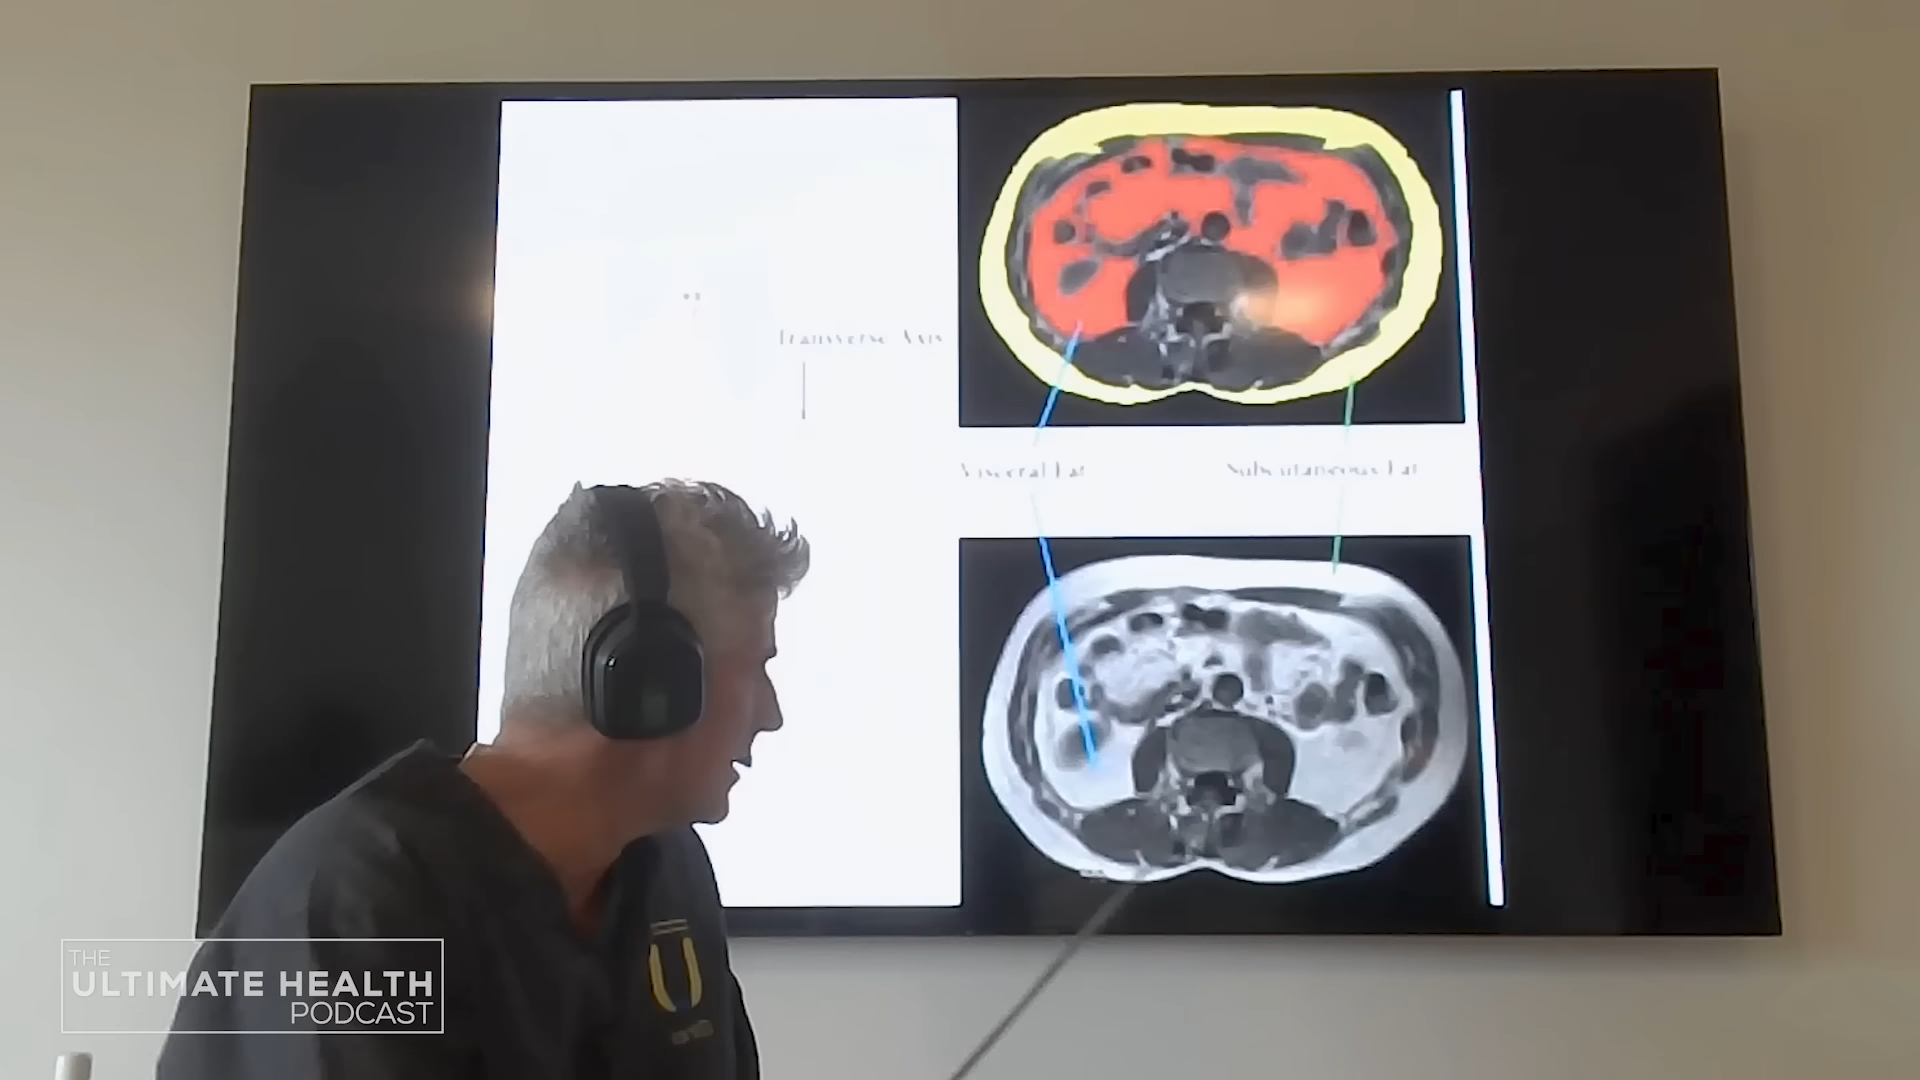 Transverse Axis
Visceral Fat
Subcutaneous Fat
THE
ULTIMATE HEALTH
PODCAST